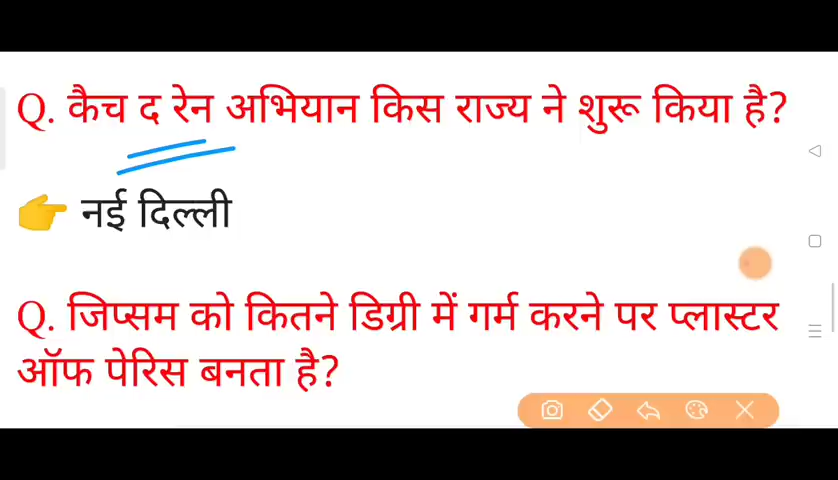 Q. कैच द रेन अभियान किस राज्य ने शुरू किया है?
👉 नई दिल्ली
Q. जिप्सम को कितने डिग्री में गर्म करने पर प्लास्टर
ऑफ पेरिस बनता है?